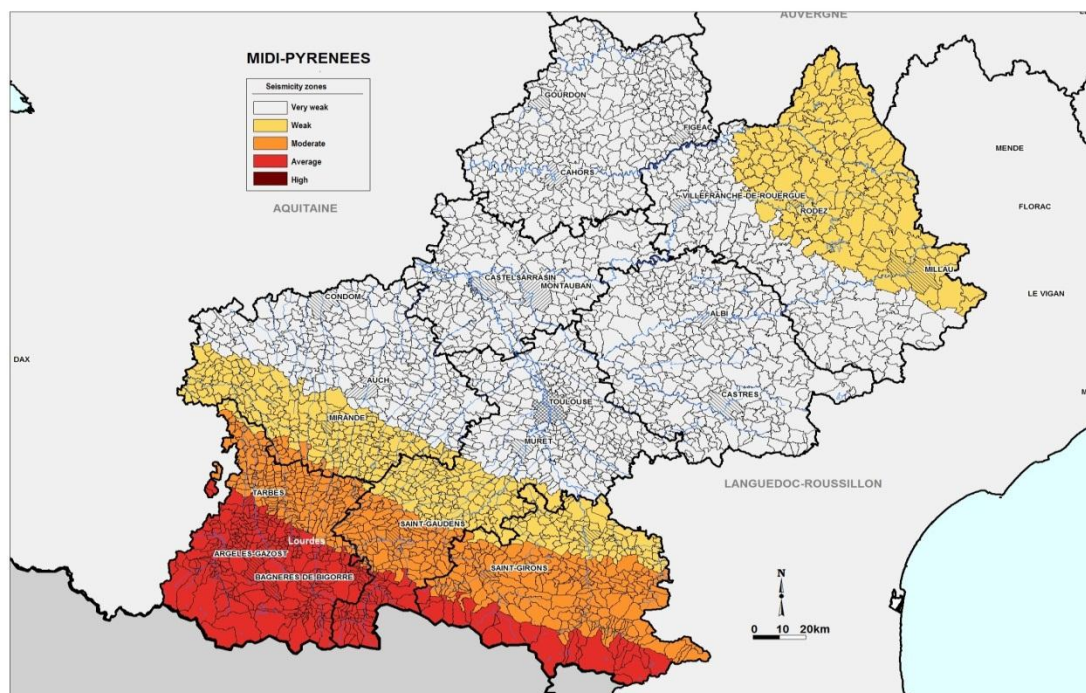 AUVERGNE
MIDI-PYRENEES
Seismicity zones
Very weak
Weak
Moderate
Average
High
AQUITAINE
GOURDON
FIGEAC
CAHORS
MENDE
VILLEFRANCHE-DE-ROUERGUE
RODEZ
FLORAC
MILLAU
CASTELSARRASIN
MONTAUBAN
LE VIGAN
CONDOM
ALBI
DAX
AUCH
CASTRES
M
TOULOUSE
MIRANDE
MURET
LANGUEDOC-ROUSSILLON
TARBES
SAINT-GAUDENS
Lourdes
ARGELES-GAZOST
SAINT-GIRONS
BAGNERES DE BIGORRE
N
0 10 20km